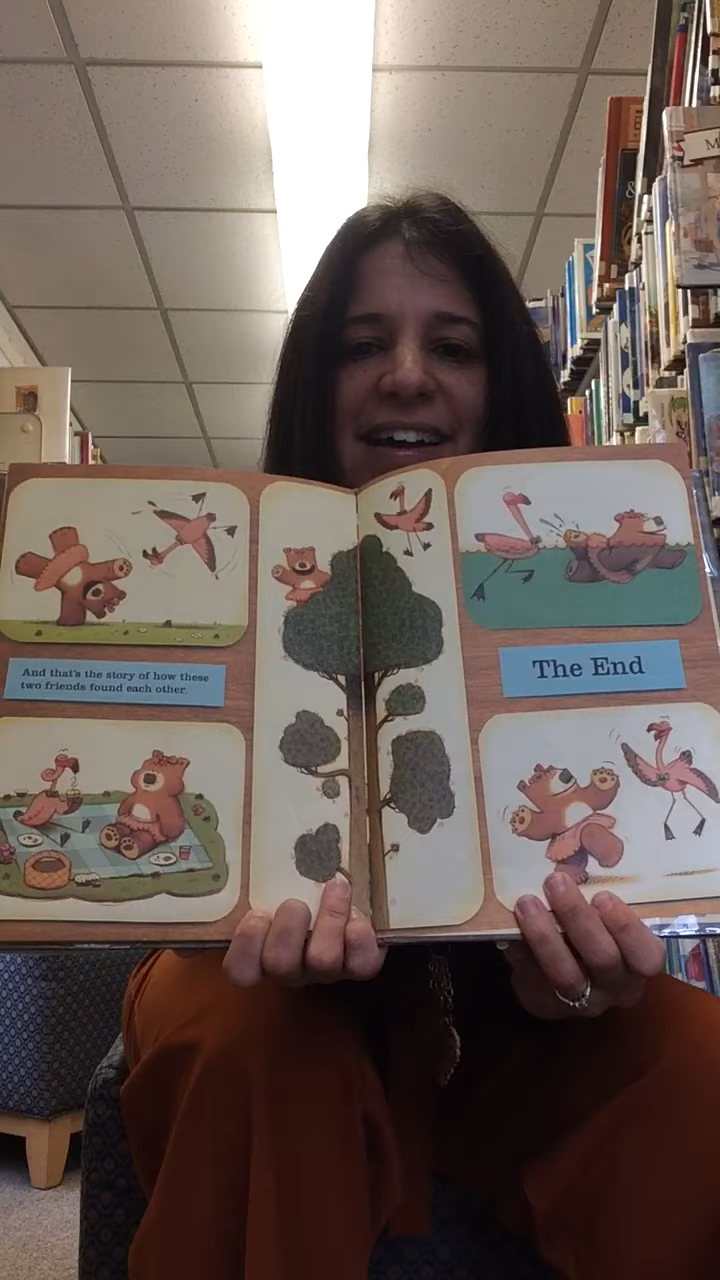 And that's the story of how these
two friends found each other.
The End